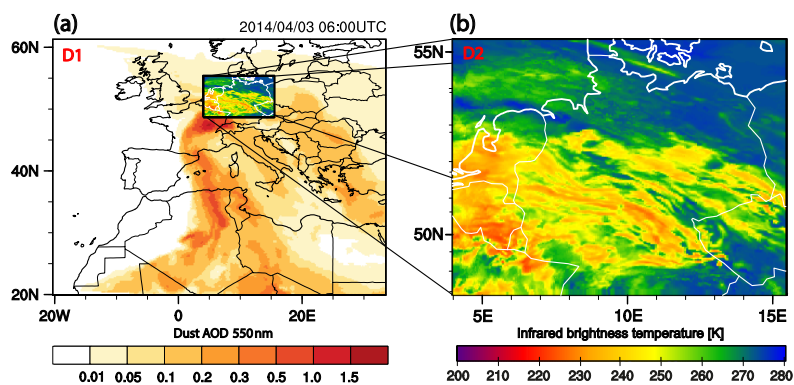 (a)
2014/04/03 06:00UTC
(b)
60N
D1
40N
20N
20W
0
20E
Dust AOD 550nm
0.01 0.05 0.1 0.2 0.3 0.5 1.0 1.5
55N
D2
50N
5E
10E
15E
Infrared brightness temperature [K]
200 210 220 230 240 250 260 270 280